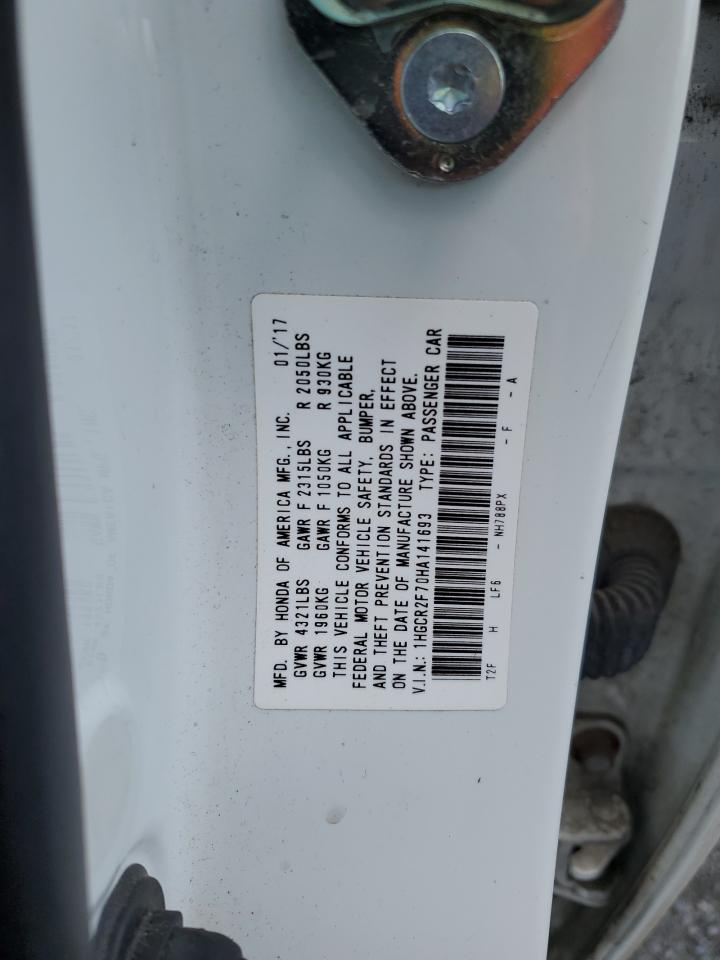 MFD. BY HONDA OF AMERICA MFG., INC. 01/'17
GVWR 4321LBS GAWR F 2315LBS R 2050LBS
GVWR 1960KG GAWR F 1050KG R 930KG
THIS VEHICLE CONFORMS TO ALL APPLICABLE
FEDERAL MOTOR VEHICLE SAFETY, BUMPER,
AND THEFT PREVENTION STANDARDS IN EFFECT
ON THE DATE OF MANUFACTURE SHOWN ABOVE.
V.I.N.: 1HGCR2F70HA141693 TYPE: PASSENGER CAR
T2F H LF6 - NH788PX - F - A